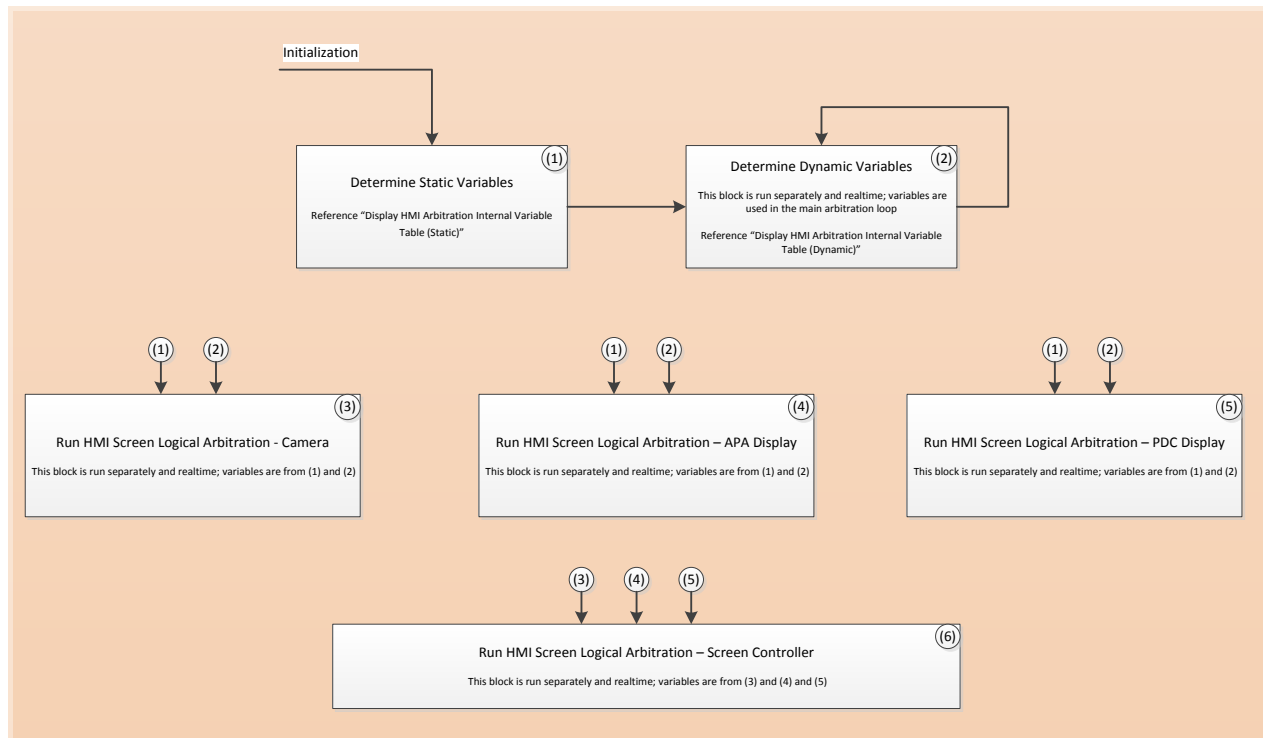 Initialization
(1)
Determine Static Variables
Reference “Display HMI Arbitration Internal Variable
Table (Static)”
(2)
Determine Dynamic Variables
This block is run separately and realtime; variables are
used in the main arbitration loop
Reference “Display HMI Arbitration Internal Variable
Table (Dynamic)”
(1)
(2)
(3)
Run HMI Screen Logical Arbitration - Camera
This block is run separately and realtime; variables are from (1) and (2)
(1)
(2)
(4)
Run HMI Screen Logical Arbitration – APA Display
This block is run separately and realtime; variables are from (1) and (2)
(1)
(2)
(5)
Run HMI Screen Logical Arbitration – PDC Display
This block is run separately and realtime; variables are from (1) and (2)
(3)
(4)
(5)
(6)
Run HMI Screen Logical Arbitration – Screen Controller
This block is run separately and realtime; variables are from (3) and (4) and (5)